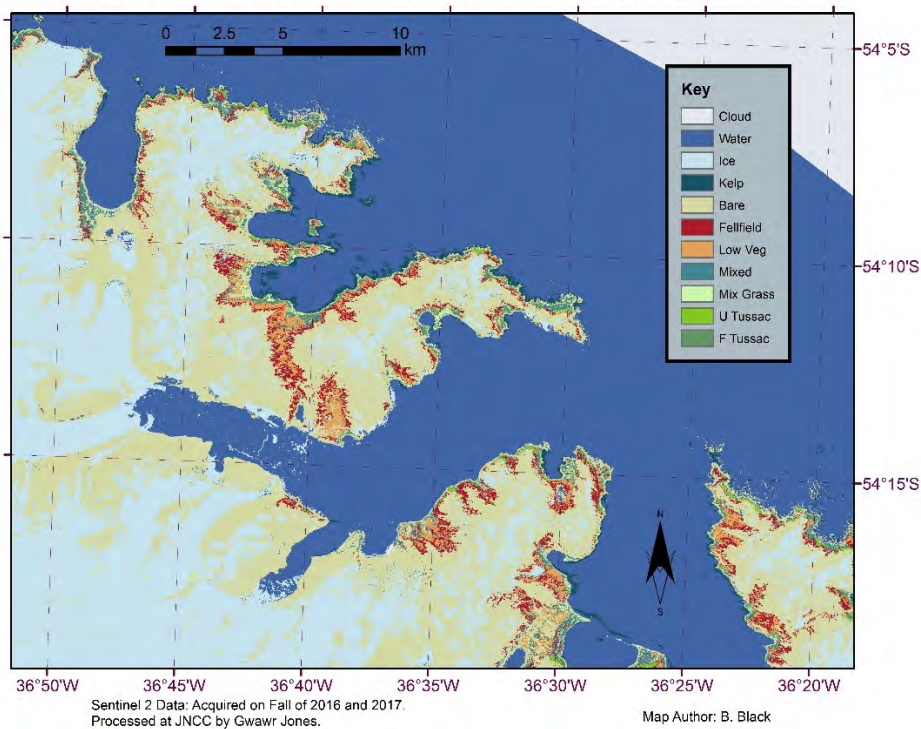 0 2.5 5 10
km
54°5'S
Key
Cloud
Water
Ice
Kelp
Bare
Fellfield
Low Veg
Mixed
Mix Grass
U Tussac
F Tussac
54°10'S
54°15'S
N
S
36°50'W 36°45'W 36°40'W 36°35'W 36°30'W 36°25'W 36°20'W
Sentinel 2 Data: Acquired on Fall of 2016 and 2017.
Processed at JNCC by Gwawr Jones.
Map Author: B. Black